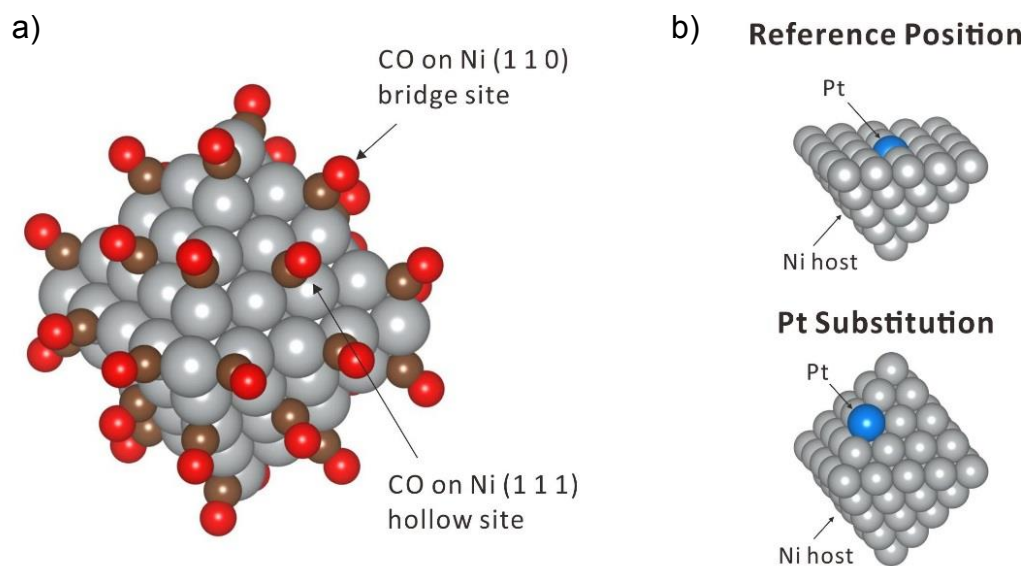 a)
CO on Ni (1 1 0)
bridge site
CO on Ni (1 1 1)
hollow site
b)
Reference Position
Pt
Ni host
Pt Substitution
Pt
Ni host